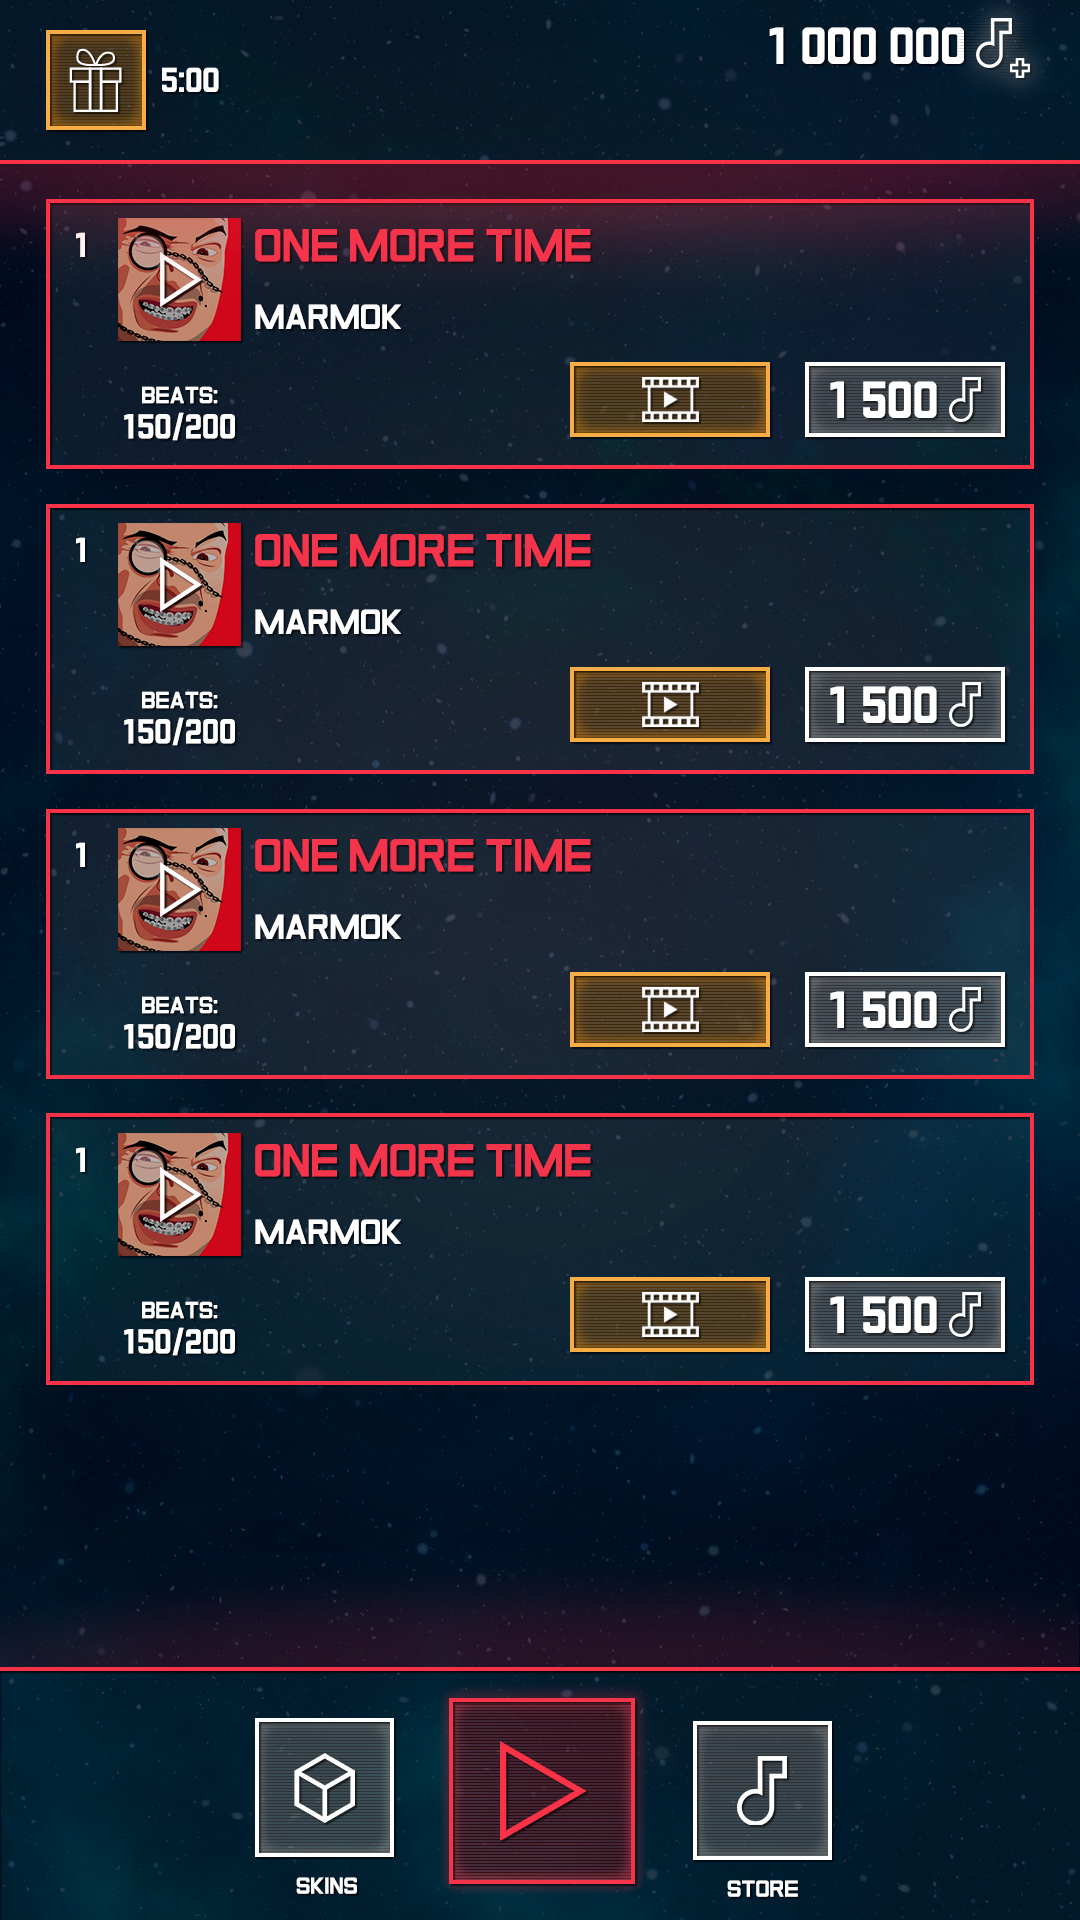 5:00
1 000 000
1
ONE MORE TIME
MARMOK
BEATS:
150/200
1 500
1
ONE MORE TIME
MARMOK
BEATS:
150/200
1 500
1
ONE MORE TIME
MARMOK
BEATS:
150/200
1 500
1
ONE MORE TIME
MARMOK
BEATS:
150/200
1 500
SKINS
STORE